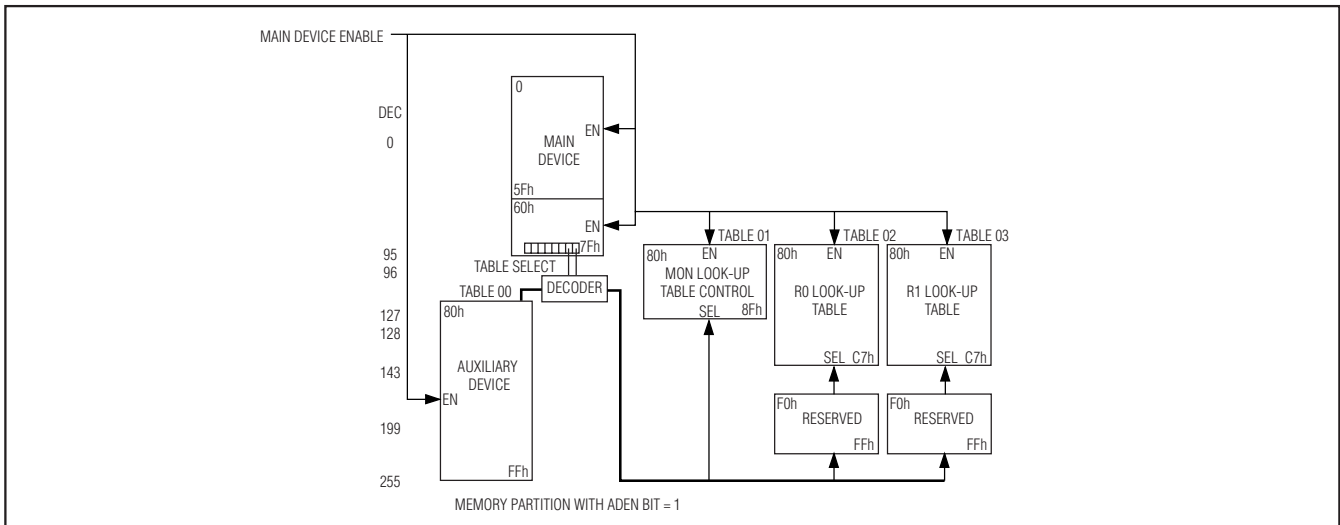 MAIN DEVICE ENABLE
DEC
0
95
96
127
128
143
199
255
0
EN
MAIN
DEVICE
5Fh
60h
EN
7Fh
TABLE SELECT
DECODER
TABLE 00
80h
AUXILIARY
DEVICE
EN
FFh
TABLE 01
80h
EN
MON LOOK-UP
TABLE CONTROL
SEL
8Fh
TABLE 02
80h
EN
R0 LOOK-UP
TABLE
SEL
C7h
F0h
RESERVED
FFh
TABLE 03
80h
EN
R1 LOOK-UP
TABLE
SEL
C7h
F0h
RESERVED
FFh
MEMORY PARTITION WITH ADEN BIT = 1